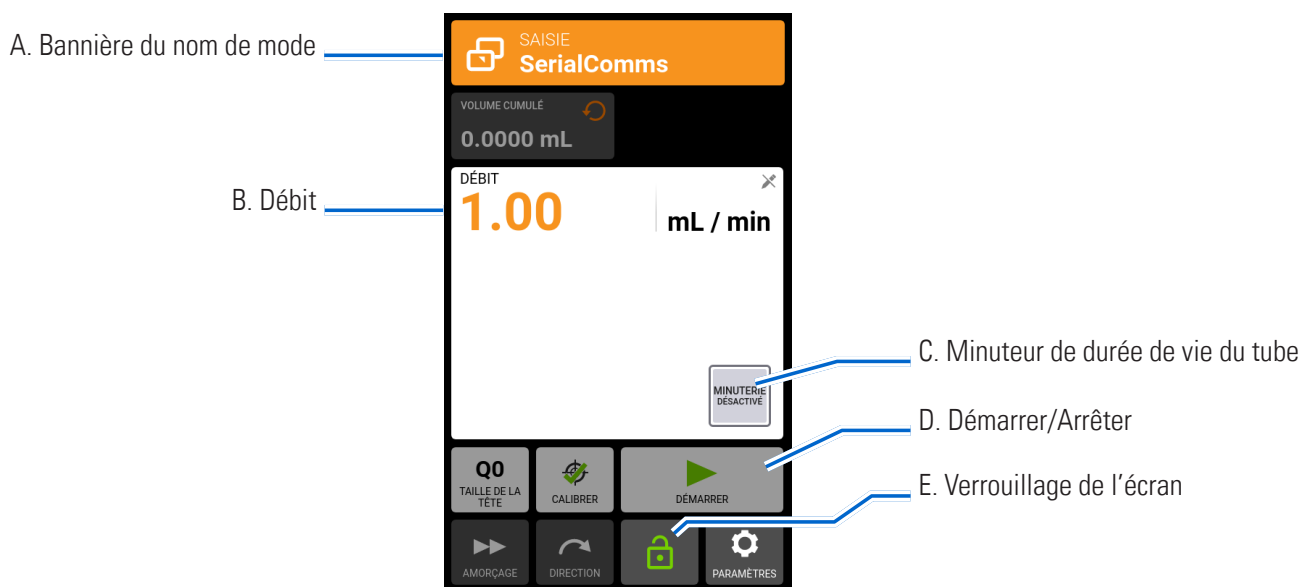 A. Bannière du nom de mode
SAISIE
SerialComms
VOLUME CUMULÉ
0.0000 mL
B. Débit
DÉBIT
1.00
mL / min
C. Minuteur de durée de vie du tube
MINUTERIE
DÉSACTIVÉ
D. Démarrer/Arrêter
Q0
TAILLE DE LA
TÊTE
CALIBRER
DÉMARRER
E. Verrouillage de l’écran
AMORÇAGE
DIRECTION
PARAMÈTRES